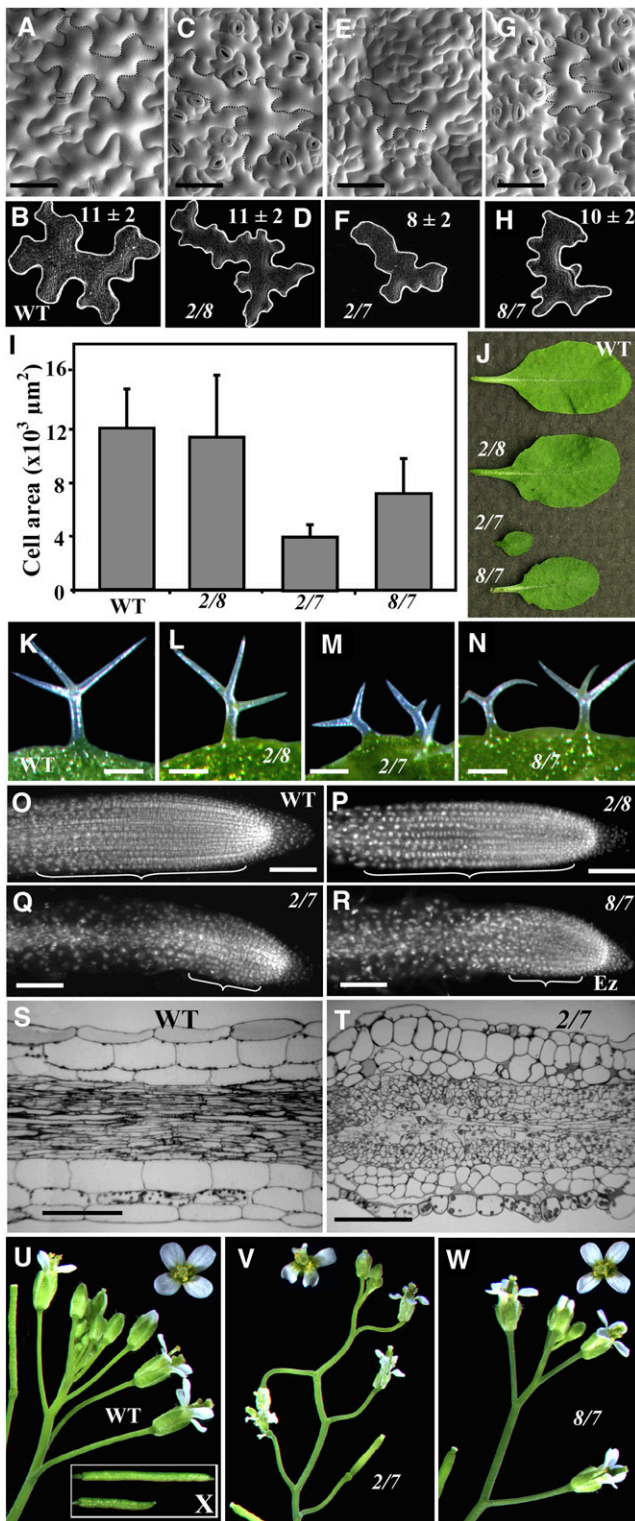 A C E G
B 11 ± 2 11 ± 2 D F 8 ± 2 H 10 ± 2
WT 2/8 2/7 8/7
I
Cell area (x10³ µm²)
16
12
8
4
0
WT 2/8 2/7 8/7
J WT
2/8
2/7
8/7
K L M N
WT 2/8 2/7 8/7
O WT P 2/8
Q 2/7 R 8/7
Ez
S WT T 2/7
U V W
WT 2/7 8/7
X